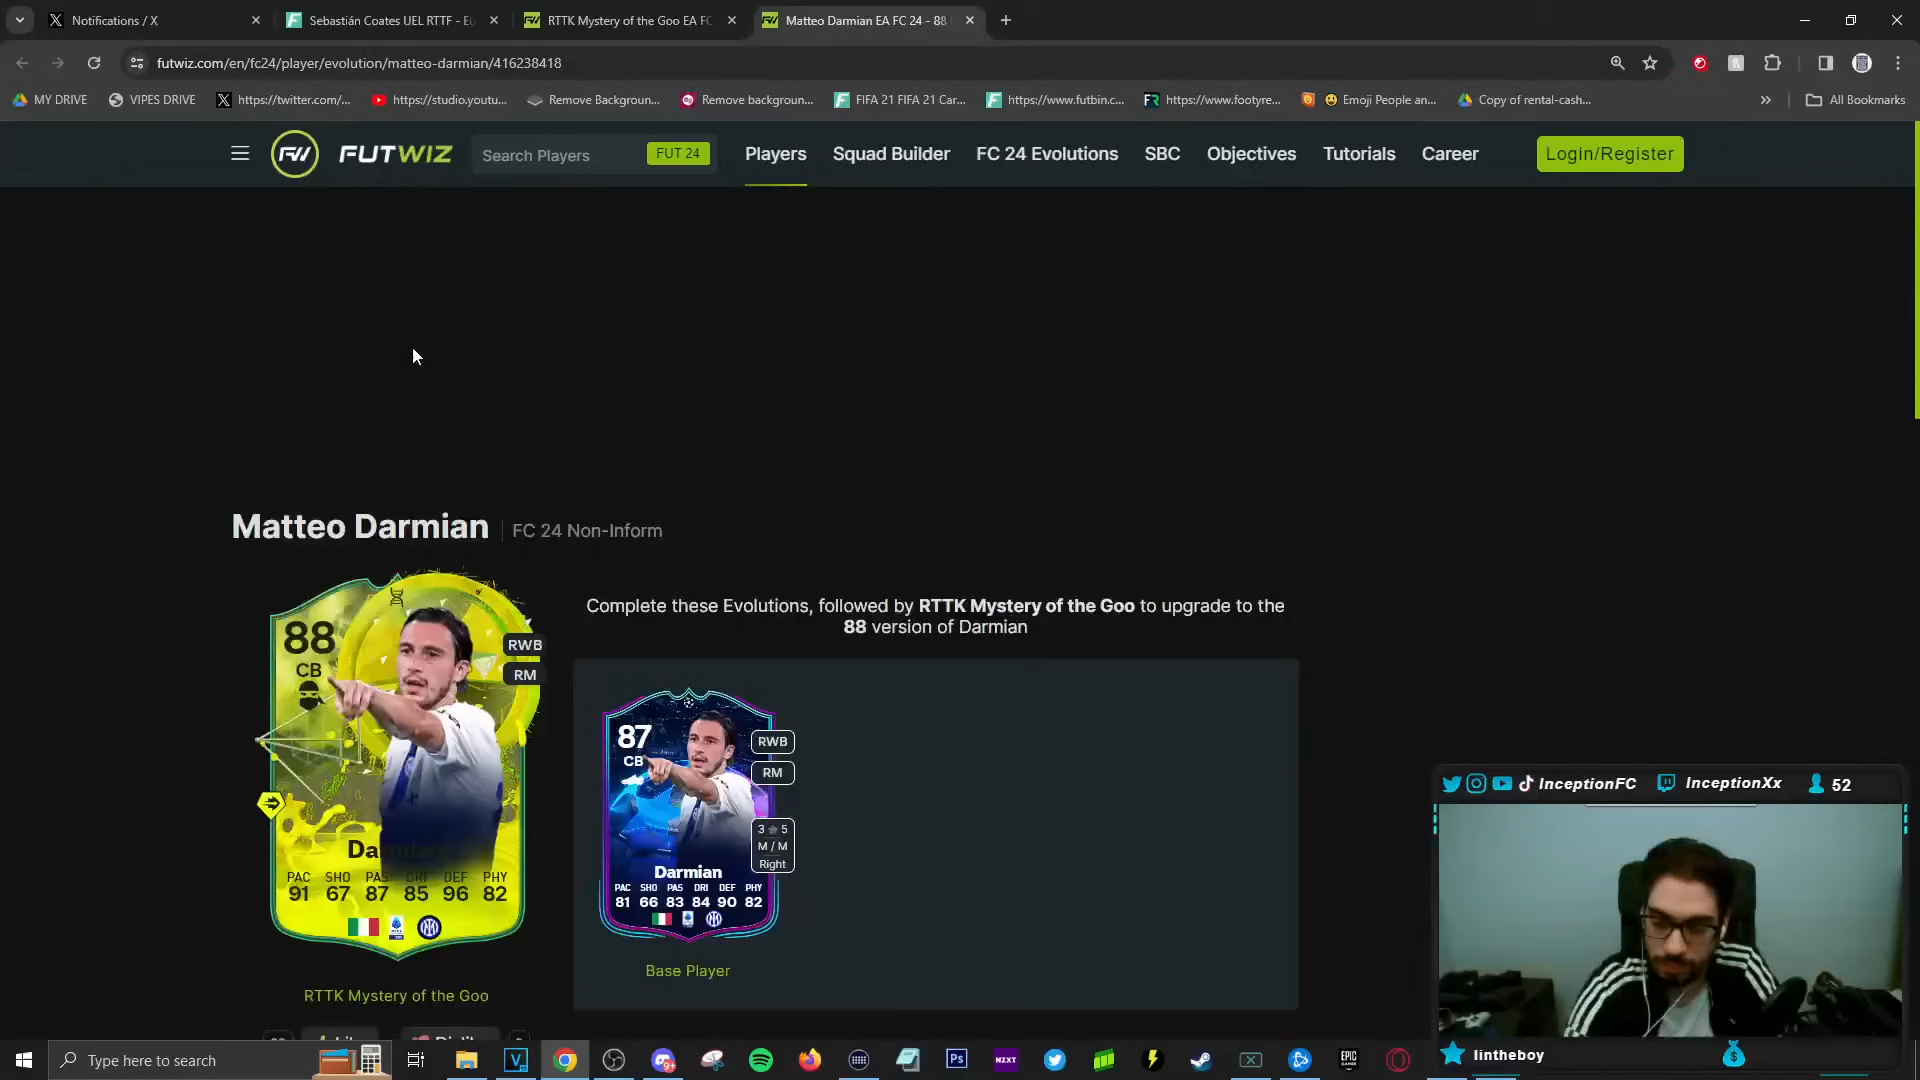 Notifications / X
Sebastián Coates UEL RTTF - Eu
RTTK Mystery of the Goo EA FC
Matteo Darmian EA FC 24 - 88
futwiz.com/en/fc24/player/evolution/matteo-darmian/416238418
MY DRIVE
VIPES DRIVE
https://twitter.com/...
https://studio.youtu...
Remove Backgroun...
Remove backgroun...
FIFA 21 FIFA 21 Car...
https://www.futbin.c...
https://www.footyre...
Emoji People an...
Copy of rental-cash...
All Bookmarks
FW
FUTWIZ
Search Players
FUT 24
Players
Squad Builder
FC 24 Evolutions
SBC
Objectives
Tutorials
Career
Login/Register
Matteo Darmian
FC 24 Non-Inform
Complete these Evolutions, followed by RTTK Mystery of the Goo to upgrade to the
88 version of Darmian
88
CB
RWB
RM
PAC SHO PAS DRI DEF PHY
91 67 87 85 96 82
RTTK Mystery of the Goo
87
CB
RWB
RM
3 ★ 5
M / M
Right
Darmian
PAC SHO PAS DRI DEF PHY
81 66 83 84 90 82
Base Player
InceptionFC
InceptionXx
52
lintheboy
Type here to search